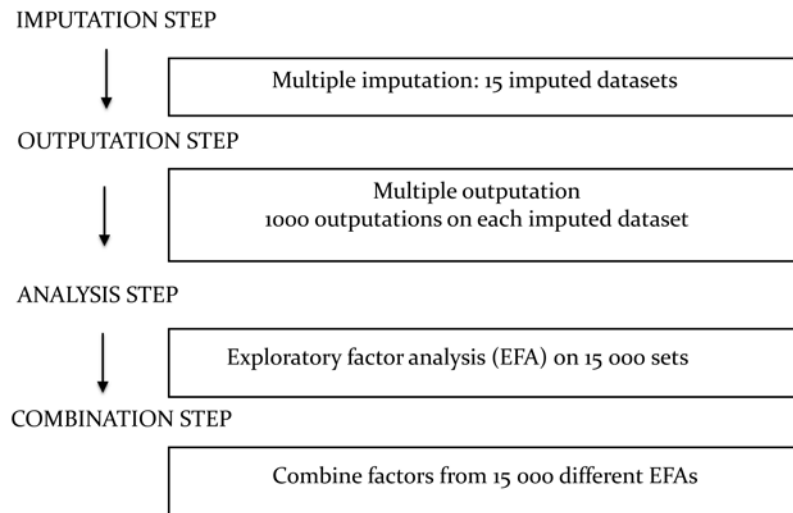 IMPUTATION STEP
Multiple imputation: 15 imputed datasets
OUTPUTATION STEP
Multiple outputation
1000 outputations on each imputed dataset
ANALYSIS STEP
Exploratory factor analysis (EFA) on 15 000 sets
COMBINATION STEP
Combine factors from 15 000 different EFAs